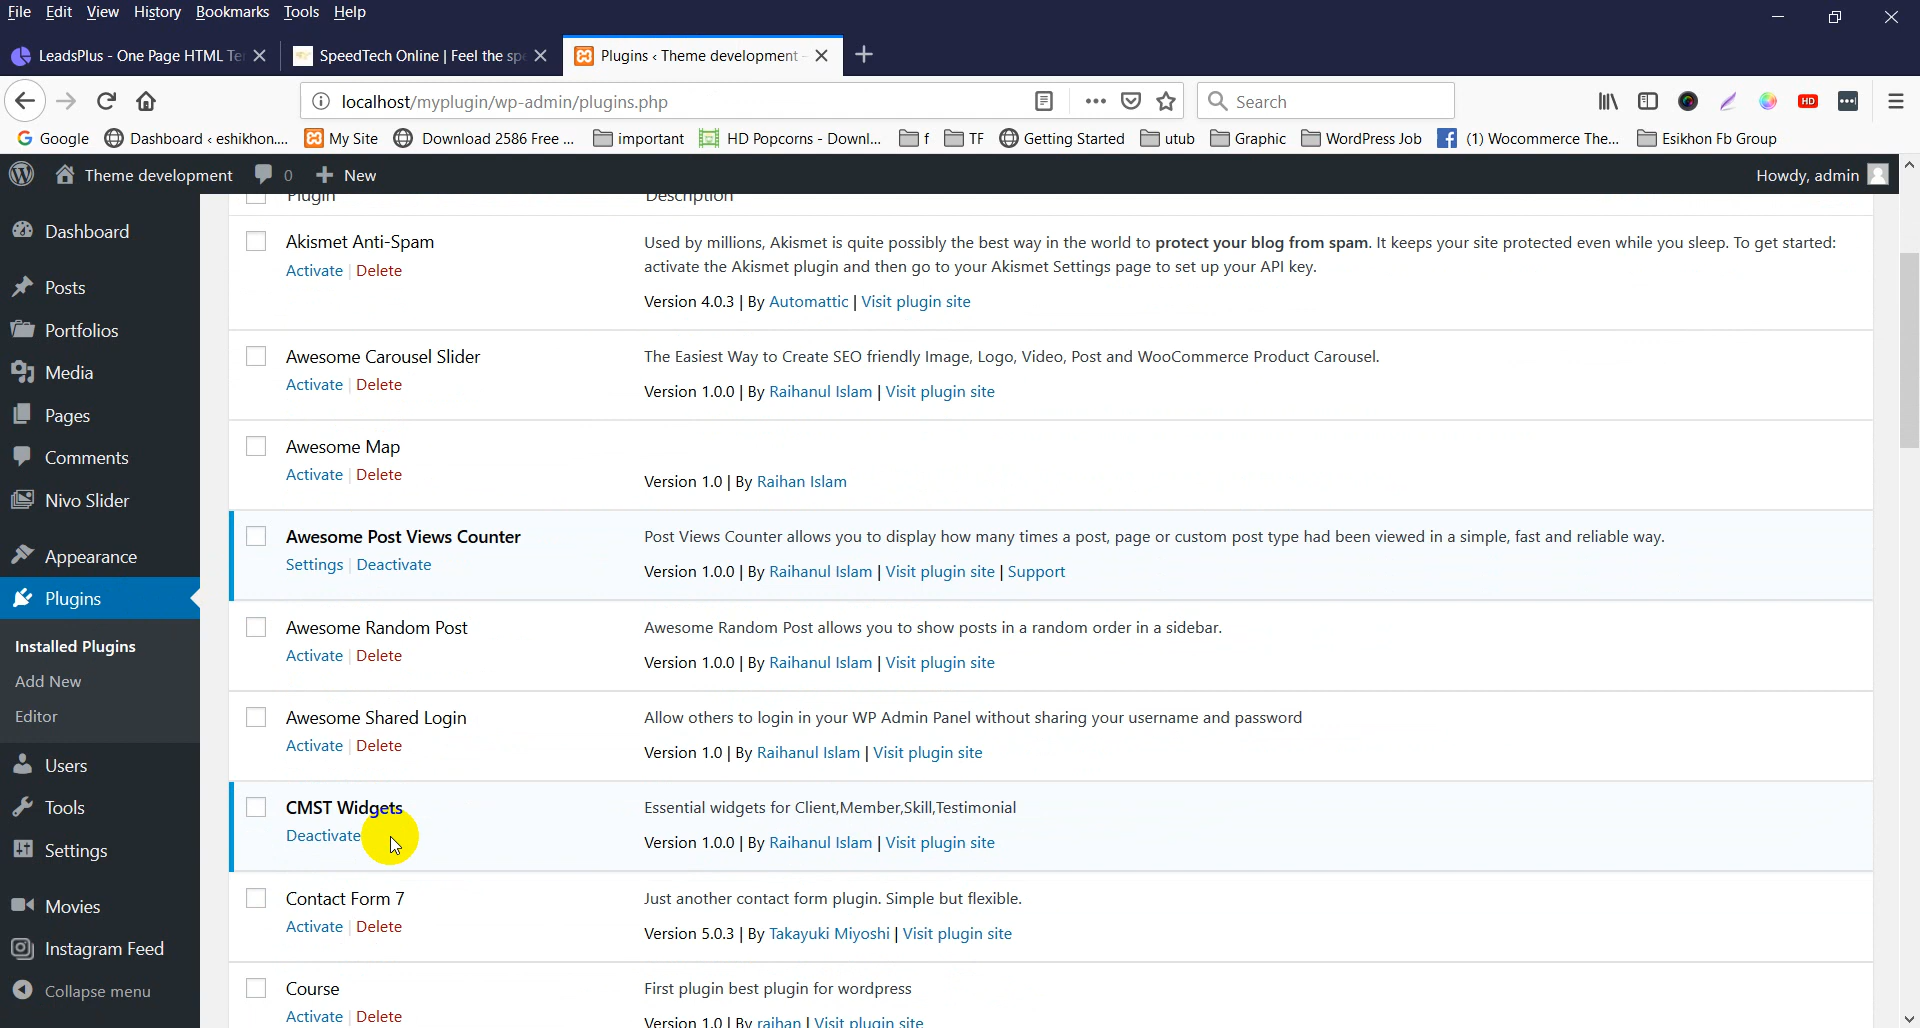 File Edit View History Bookmarks Tools Help
LeadsPlus - One Page HTML Te SpeedTech Online | Feel the spe Plugins ‹ Theme development -
localhost/myplugin/wp-admin/plugins.php Search HD
Google Dashboard < eshikhon.... My Site Download 2586 Free ... important HD Popcorns - Downl... f TF Getting Started utub Graphic WordPress Job (1) Wocommerce The... Esikhon Fb Group
Theme development 0 New Howdy, admin
Plugin Description
Dashboard
Posts
Portfolios
Media
Pages
Comments
Nivo Slider
Appearance
Plugins
Installed Plugins
Add New
Editor
Users
Tools
Settings
Movies
Instagram Feed
Collapse menu
Akismet Anti-Spam
Activate | Delete
Used by millions, Akismet is quite possibly the best way in the world to protect your blog from spam. It keeps your site protected even while you sleep. To get started:
activate the Akismet plugin and then go to your Akismet Settings page to set up your API key.
Version 4.0.3 | By Automattic | Visit plugin site
Awesome Carousel Slider
Activate | Delete
The Easiest Way to Create SEO friendly Image, Logo, Video, Post and WooCommerce Product Carousel.
Version 1.0.0 | By Raihanul Islam | Visit plugin site
Awesome Map
Activate | Delete
Version 1.0 | By Raihan Islam
Awesome Post Views Counter
Settings | Deactivate
Post Views Counter allows you to display how many times a post, page or custom post type had been viewed in a simple, fast and reliable way.
Version 1.0.0 | By Raihanul Islam | Visit plugin site | Support
Awesome Random Post
Activate | Delete
Awesome Random Post allows you to show posts in a random order in a sidebar.
Version 1.0.0 | By Raihanul Islam | Visit plugin site
Awesome Shared Login
Activate | Delete
Allow others to login in your WP Admin Panel without sharing your username and password
Version 1.0 | By Raihanul Islam | Visit plugin site
CMST Widgets
Deactivate
Essential widgets for Client,Member,Skill,Testimonial
Version 1.0.0 | By Raihanul Islam | Visit plugin site
Contact Form 7
Activate | Delete
Just another contact form plugin. Simple but flexible.
Version 5.0.3 | By Takayuki Miyoshi | Visit plugin site
Course
Activate | Delete
First plugin best plugin for wordpress
Version 1.0 | By raihan | Visit plugin site